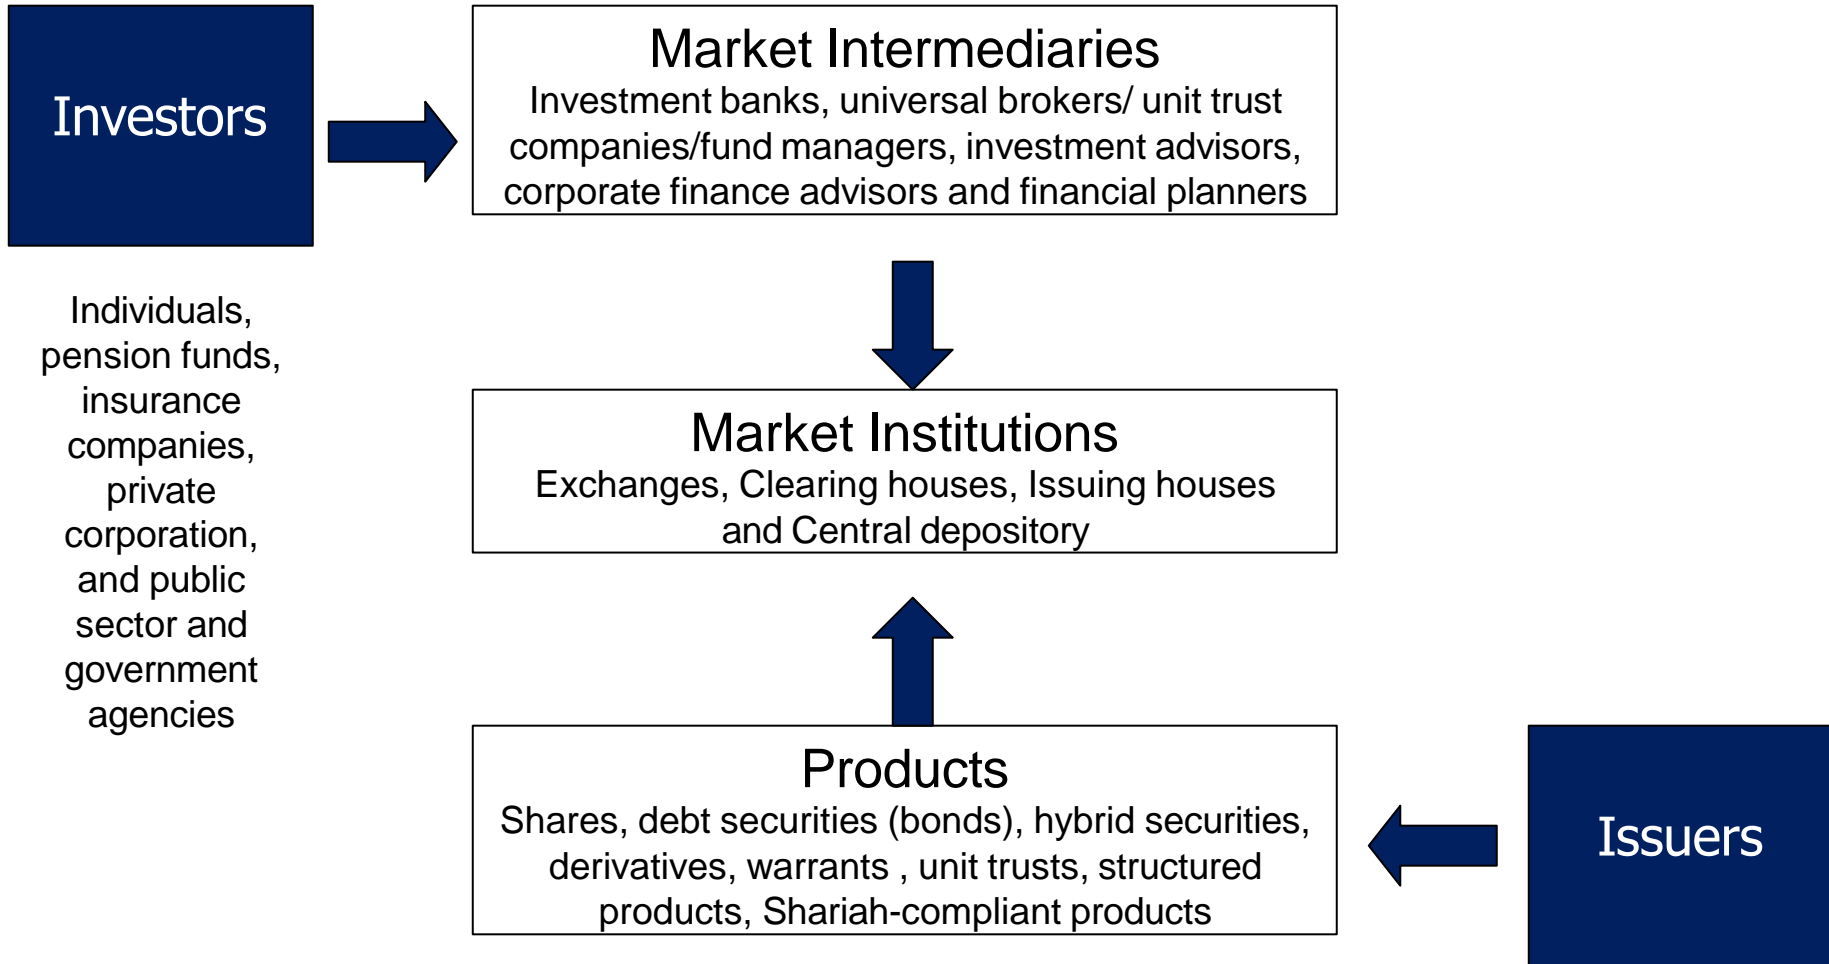 Investors
Individuals,
pension funds,
insurance
companies,
private
corporation,
and public
sector and
government
agencies
Market Intermediaries
Investment banks, universal brokers/ unit trust
companies/fund managers, investment advisors,
corporate finance advisors and financial planners
Market Institutions
Exchanges, Clearing houses, Issuing houses
and Central depository
Products
Shares, debt securities (bonds), hybrid securities,
derivatives, warrants , unit trusts, structured
products, Shariah-compliant products
Issuers